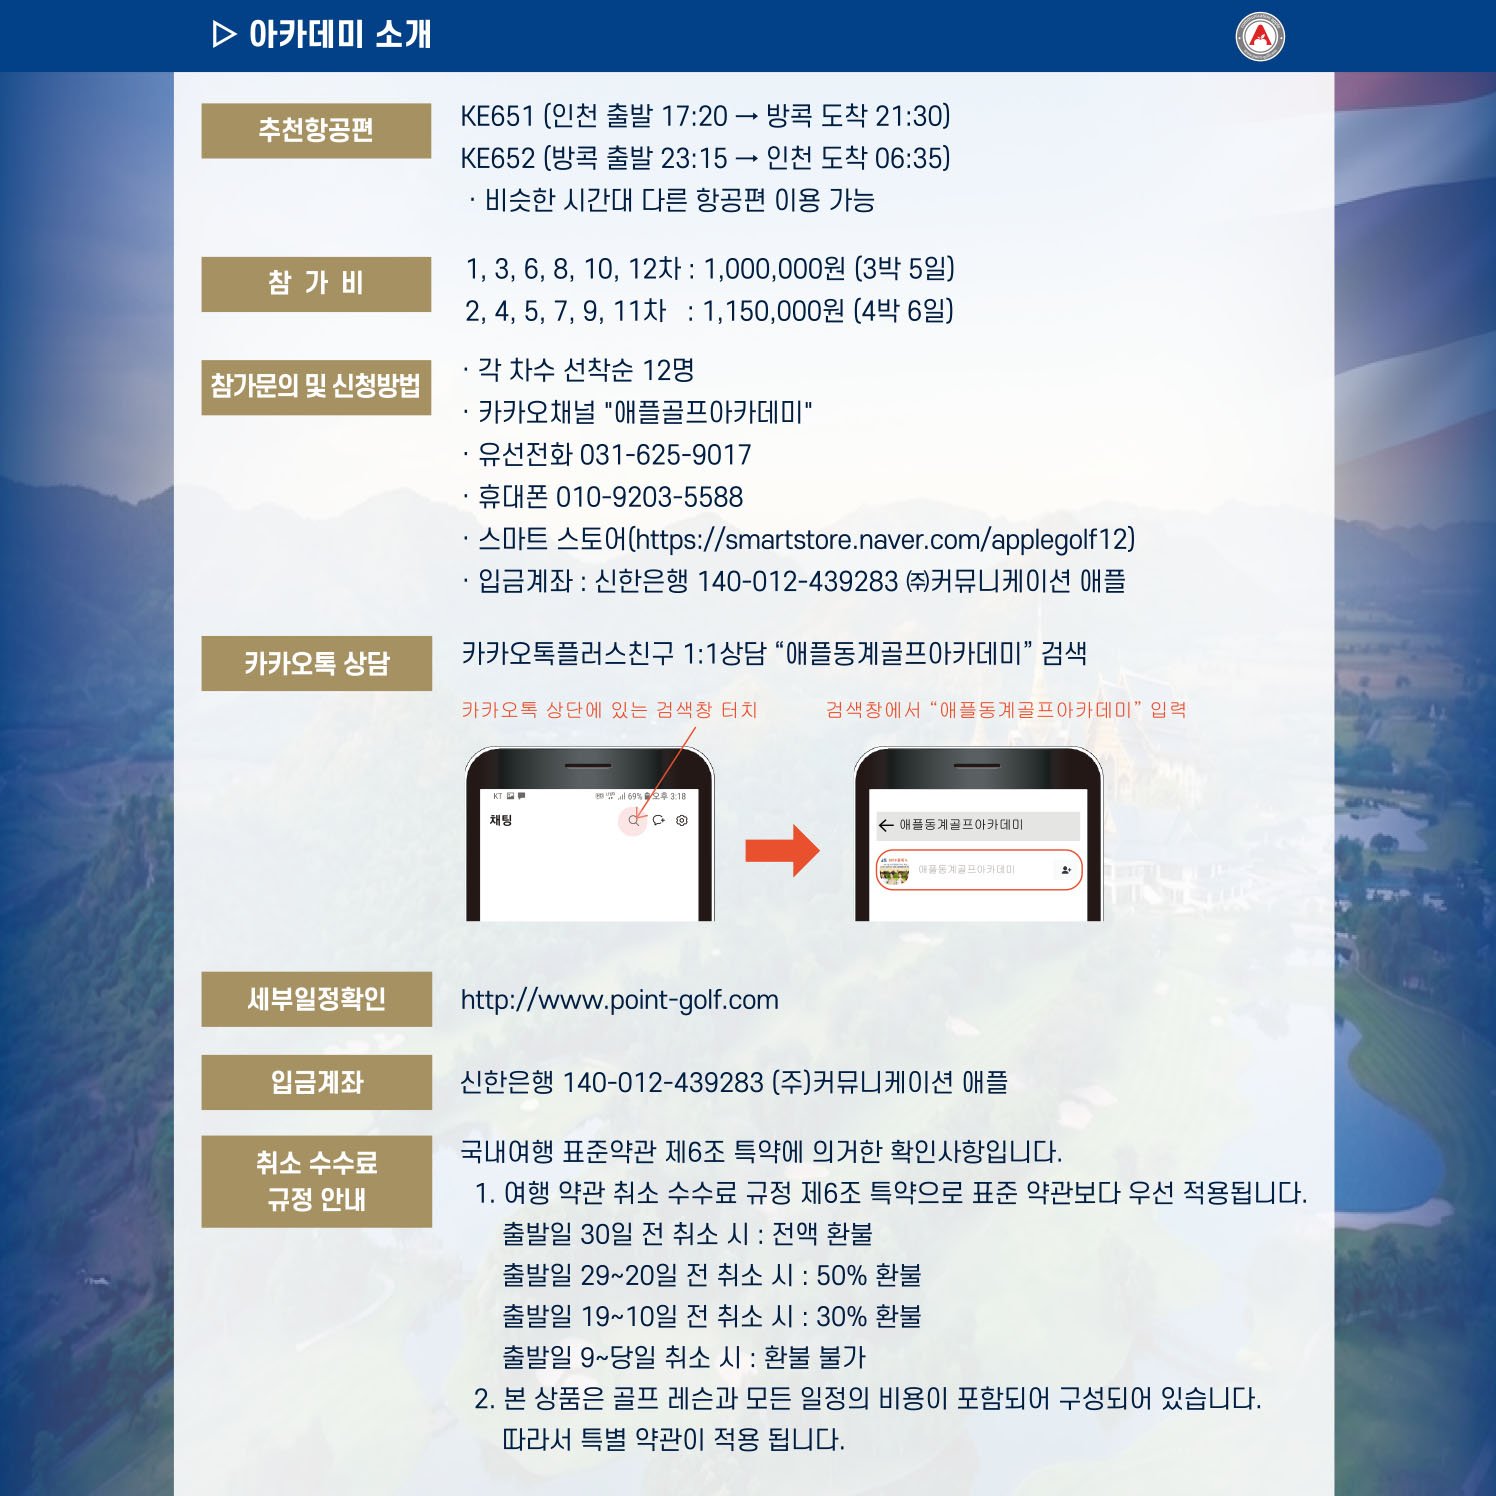 ▷ 아카데미 소개
추천항공편
KE651 (인천 출발 17:20 → 방콕 도착 21:30)
KE652 (방콕 출발 23:15 → 인천 도착 06:35)
· 비슷한 시간대 다른 항공편 이용 가능
참 가 비
1, 3, 6, 8, 10, 12차 : 1,000,000원 (3박 5일)
2, 4, 5, 7, 9, 11차 : 1,150,000원 (4박 6일)
참가문의 및 신청방법
· 각 차수 선착순 12명
· 카카오채널 "애플골프아카데미"
· 유선전화 031-625-9017
· 휴대폰 010-9203-5588
· 스마트 스토어(https://smartstore.naver.com/applegolf12)
· 입금계좌 : 신한은행 140-012-439283 ㈜커뮤니케이션 애플
카카오톡 상담
카카오톡플러스친구 1:1상담 “애플동계골프아카데미” 검색
카카오톡 상단에 있는 검색창 터치
검색창에서 “애플동계골프아카데미” 입력
KT
69% 오후 3:18
채팅
애플동계골프아카데미
애플동계골프아카데미
세부일정확인
http://www.point-golf.com
입금계좌
신한은행 140-012-439283 (주)커뮤니케이션 애플
취소 수수료
규정 안내
국내여행 표준약관 제6조 특약에 의거한 확인사항입니다.
1. 여행 약관 취소 수수료 규정 제6조 특약으로 표준 약관보다 우선 적용됩니다.
출발일 30일 전 취소 시 : 전액 환불
출발일 29~20일 전 취소 시 : 50% 환불
출발일 19~10일 전 취소 시 : 30% 환불
출발일 9~당일 취소 시 : 환불 불가
2. 본 상품은 골프 레슨과 모든 일정의 비용이 포함되어 구성되어 있습니다.
따라서 특별 약관이 적용 됩니다.